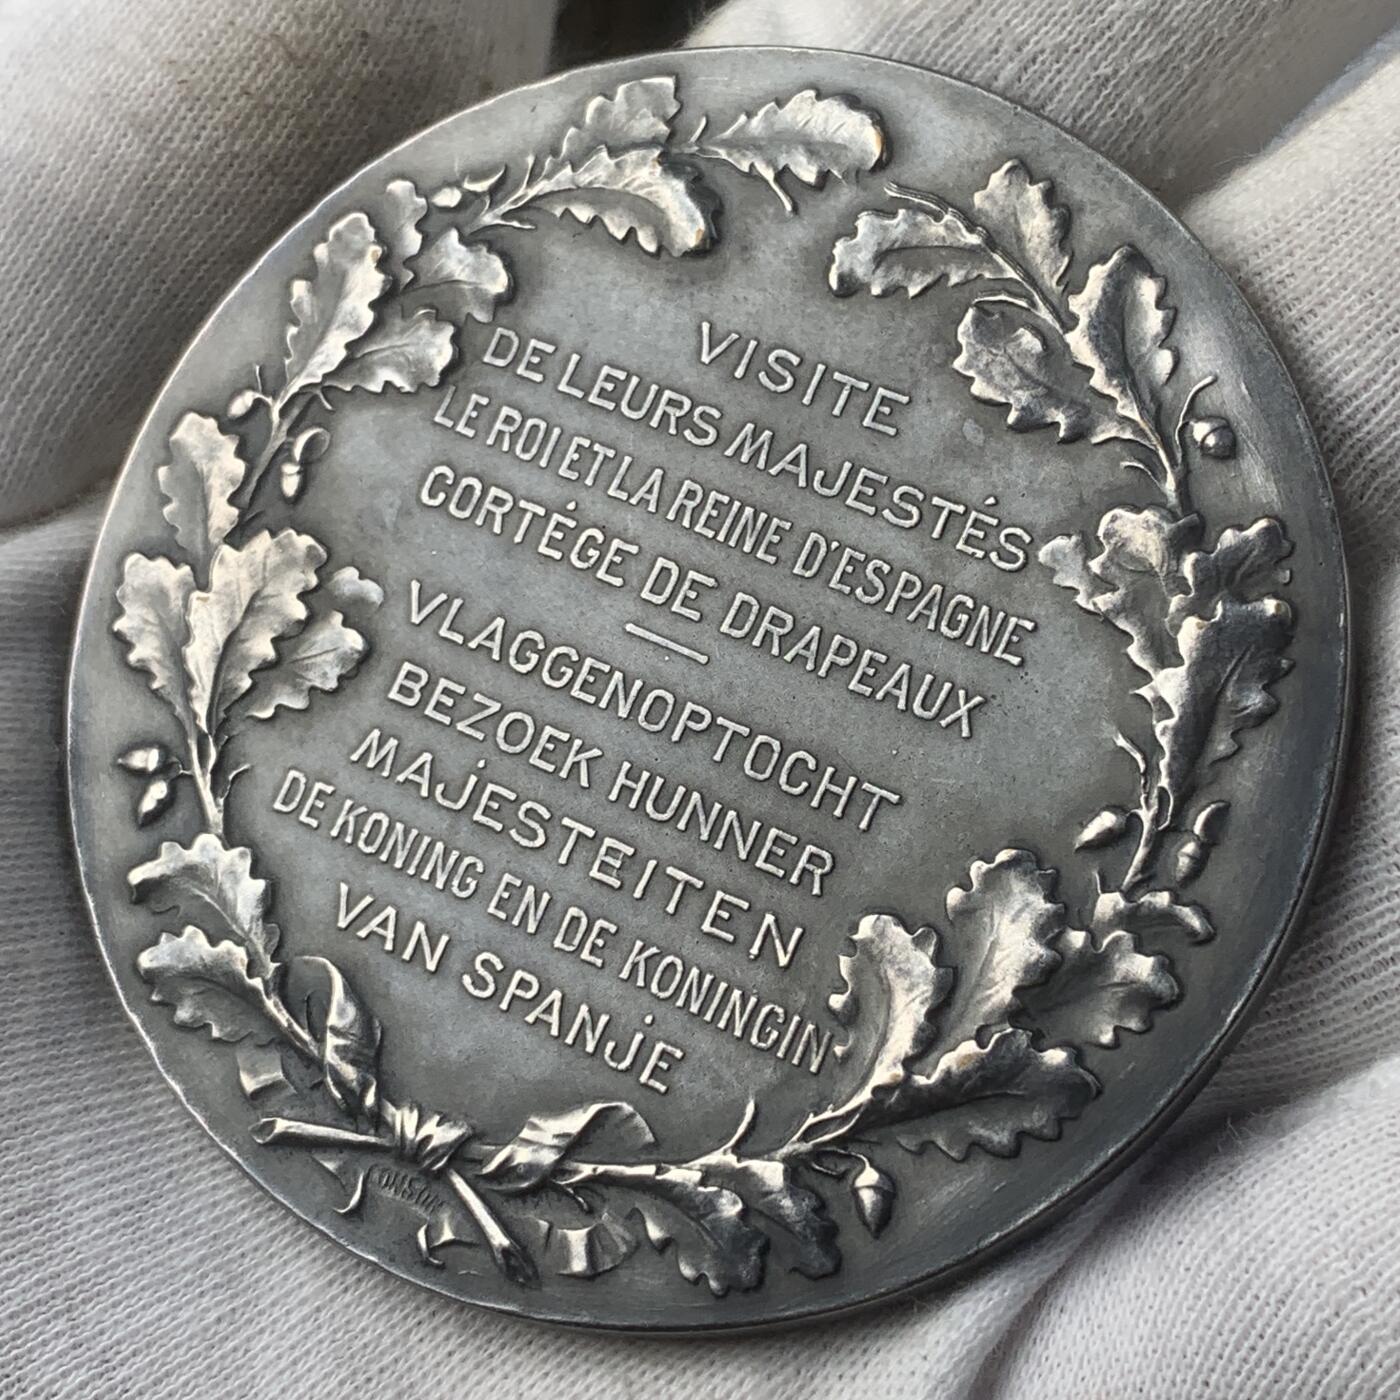 VISITE
DE LEURS MAJESTÉS
LE ROI ET LA REINE D'ESPAGNE
CORTÉGE DE DRAPEAUX
VLAGGENOPTOCHT
BEZOEK HUNNER
MAJESTEITEN
DE KONING EN DE KONINGIN
VAN SPANJE